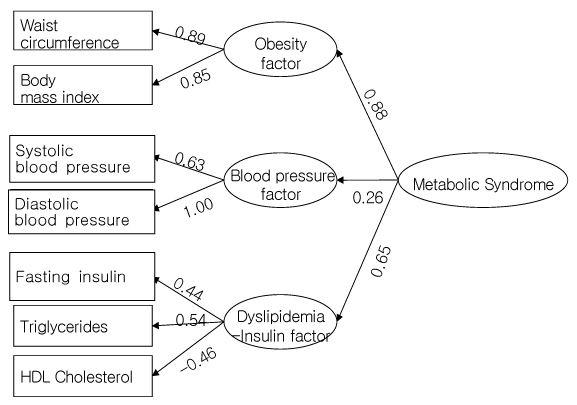 Waist
circumference
0.89
Obesity
factor
Body
mass index
0.85
0.88
Systolic
blood pressure
0.63
Blood pressure
factor
Metabolic Syndrome
0.26
Diastolic
blood pressure
1.00
0.65
Fasting insulin
0.44
Triglycerides
0.54
Dyslipidemia
-Insulin factor
HDL Cholesterol
-0.46